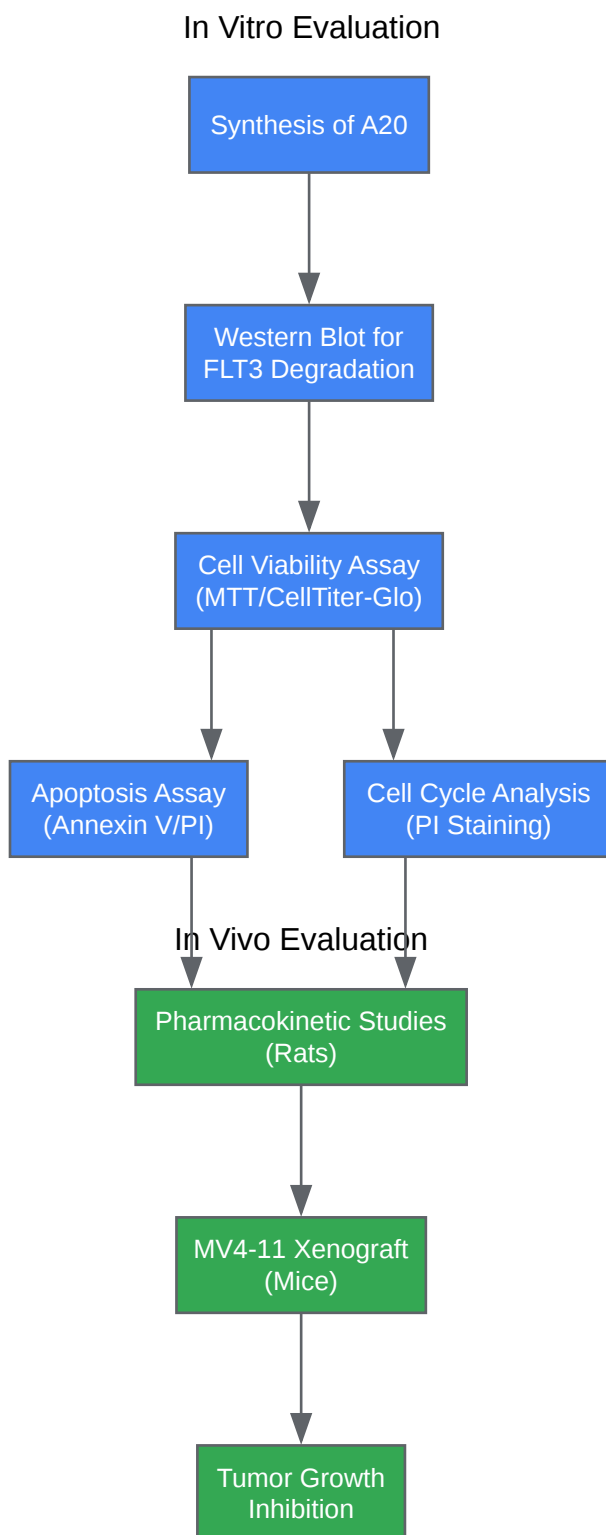 In Vitro Evaluation
Synthesis of A20
Western Blot for
FLT3 Degradation
Cell Viability Assay
(MTT/CellTiter-Glo)
Apoptosis Assay
(Annexin V/PI)
Cell Cycle Analysis
(PI Staining)
In Vivo Evaluation
Pharmacokinetic Studies
(Rats)
MV4-11 Xenograft
(Mice)
Tumor Growth
Inhibition